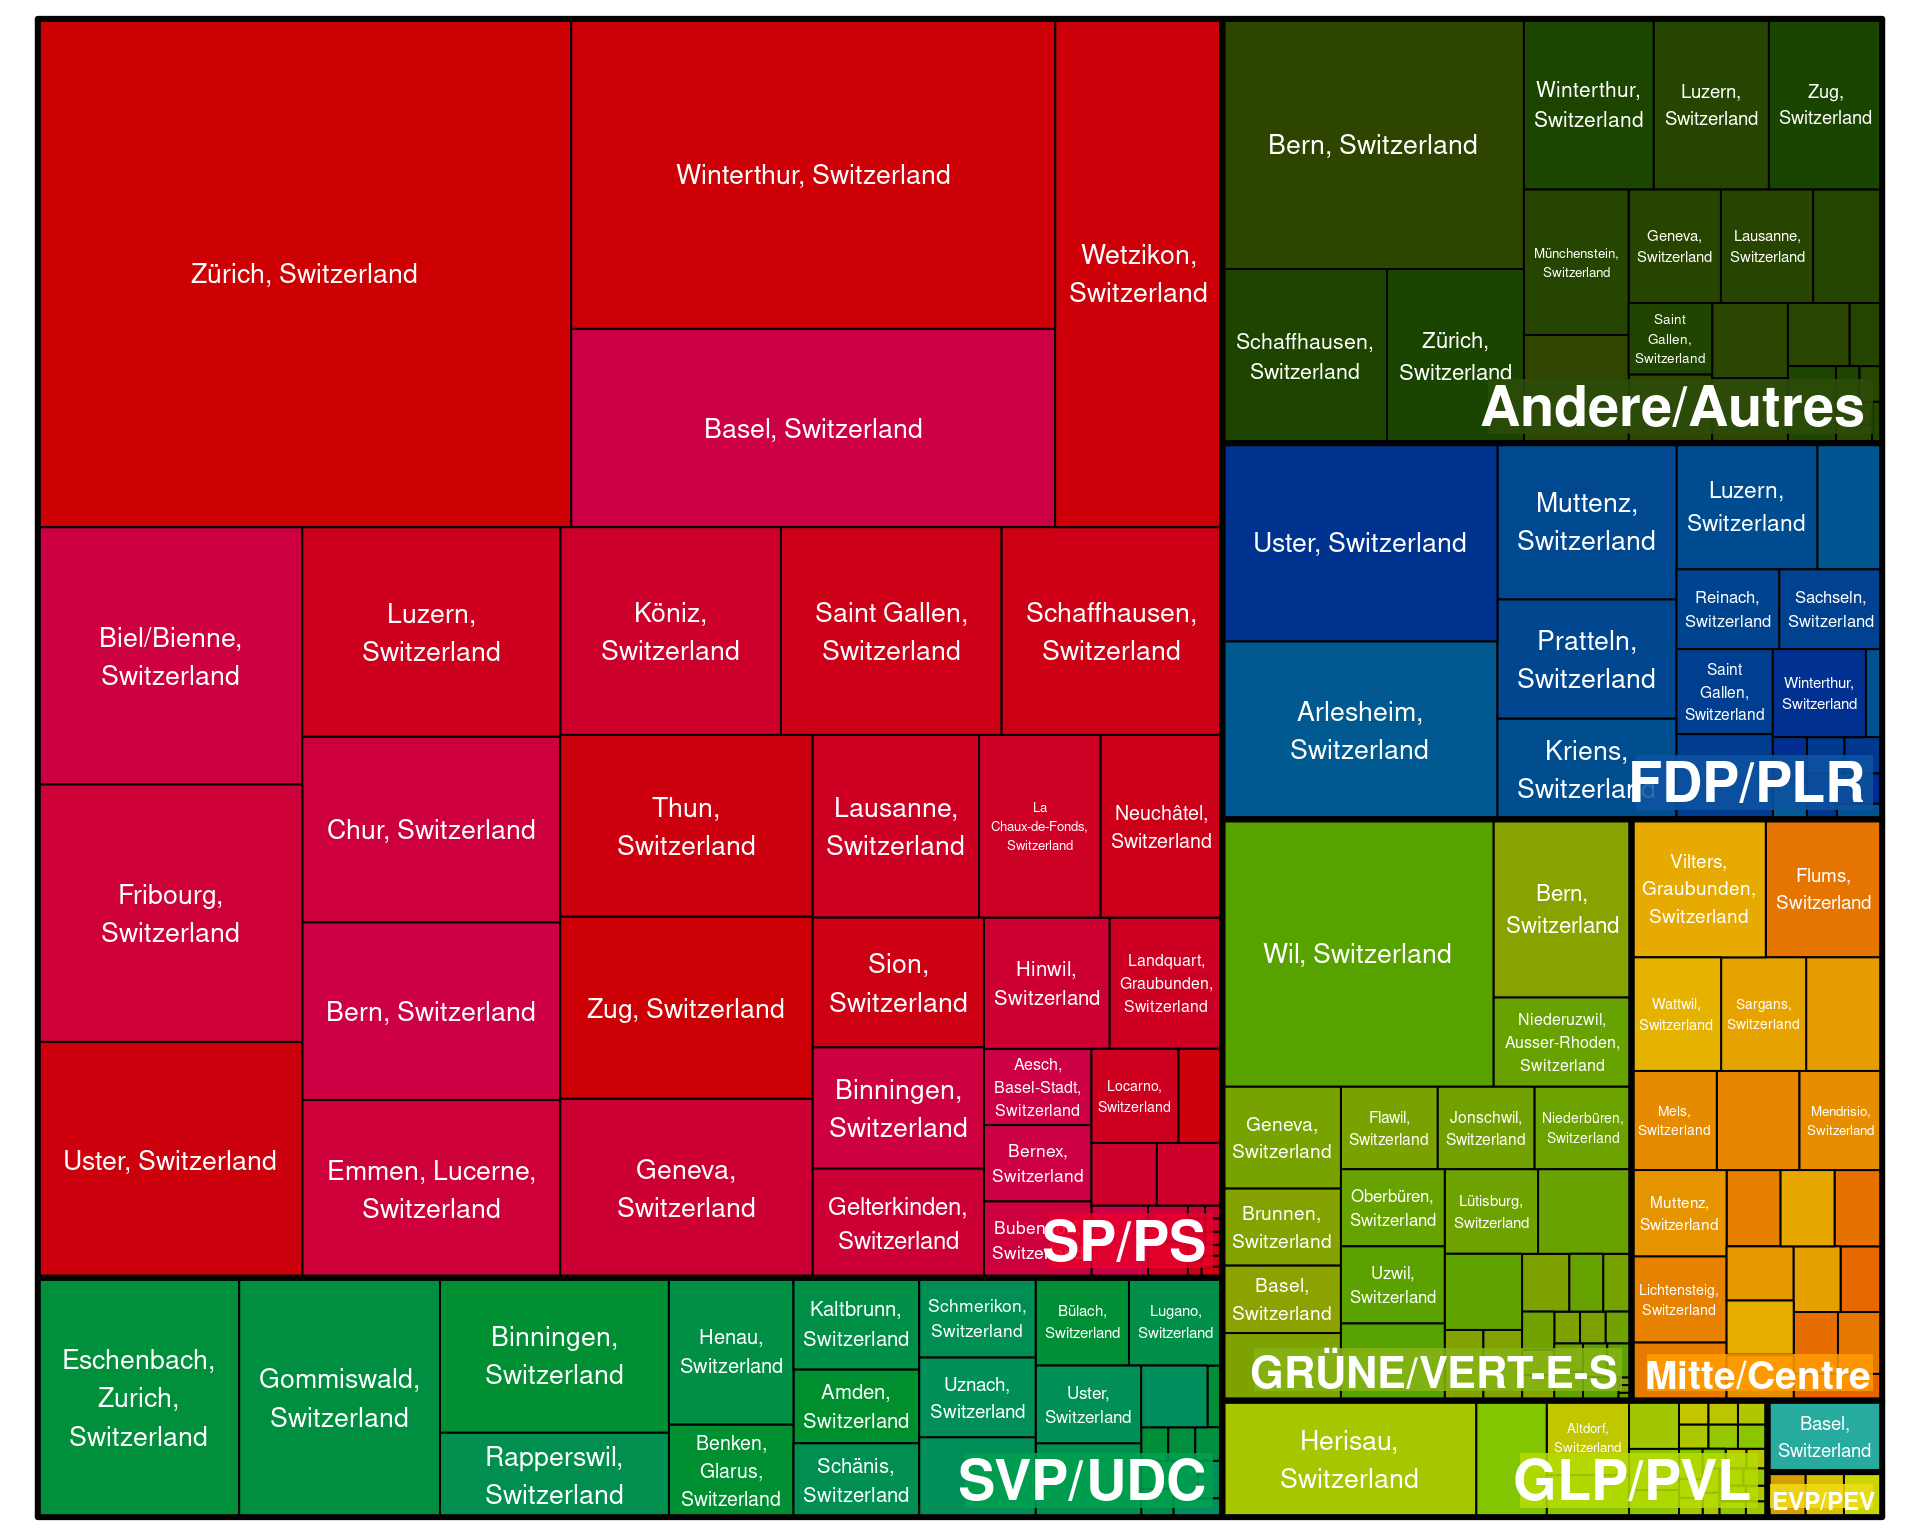 Zürich, Switzerland
Winterthur, Switzerland
Wetzikon,
Switzerland
Basel, Switzerland
Biel/Bienne,
Switzerland
Luzern,
Switzerland
Köniz,
Switzerland
Saint Gallen,
Switzerland
Schaffhausen,
Switzerland
Fribourg,
Switzerland
Chur, Switzerland
Thun,
Switzerland
Lausanne,
Switzerland
La
Chaux-de-Fonds,
Switzerland
Neuchâtel,
Switzerland
Uster, Switzerland
Bern, Switzerland
Zug, Switzerland
Sion,
Switzerland
Hinwil,
Switzerland
Landquart,
Graubunden,
Switzerland
Emmen, Lucerne,
Switzerland
Geneva,
Switzerland
Binningen,
Switzerland
Aesch,
Basel-Stadt,
Switzerland
Locarno,
Switzerland
Bernex,
Switzerland
Gelterkinden,
Switzerland
SP/PS
Eschenbach,
Zurich,
Switzerland
Gommiswald,
Switzerland
Binningen,
Switzerland
Rapperswil,
Switzerland
Henau,
Switzerland
Benken,
Glarus,
Switzerland
Kaltbrunn,
Switzerland
Amden,
Switzerland
Schänis,
Switzerland
Schmerikon,
Switzerland
Uznach,
Switzerland
Bülach,
Switzerland
Lugano,
Switzerland
Uster,
Switzerland
SVP/UDC
Bern, Switzerland
Winterthur,
Switzerland
Luzern,
Switzerland
Zug,
Switzerland
Schaffhausen,
Switzerland
Zürich,
Switzerland
Münchenstein,
Switzerland
Geneva,
Switzerland
Lausanne,
Switzerland
Saint
Gallen,
Switzerland
Andere/Autres
Uster, Switzerland
Muttenz,
Switzerland
Luzern,
Switzerland
Arlesheim,
Switzerland
Pratteln,
Switzerland
Reinach,
Switzerland
Sachseln,
Switzerland
Saint
Gallen,
Switzerland
Winterthur,
Switzerland
Kriens,
Switzerland
FDP/PLR
Wil, Switzerland
Bern,
Switzerland
Niederuzwil,
Ausser-Rhoden,
Switzerland
Geneva,
Switzerland
Flawil,
Switzerland
Jonschwil,
Switzerland
Niederbüren,
Switzerland
Brunnen,
Switzerland
Oberbüren,
Switzerland
Lütisburg,
Switzerland
Basel,
Switzerland
Uzwil,
Switzerland
GRÜNE/VERT-E-S
Vilters,
Graubunden,
Switzerland
Flums,
Switzerland
Wattwil,
Switzerland
Sargans,
Switzerland
Mels,
Switzerland
Mendrisio,
Switzerland
Muttenz,
Switzerland
Lichtensteig,
Switzerland
Mitte/Centre
Herisau,
Switzerland
Altdorf,
Switzerland
GLP/PVL
Basel,
Switzerland
EVP/PEV